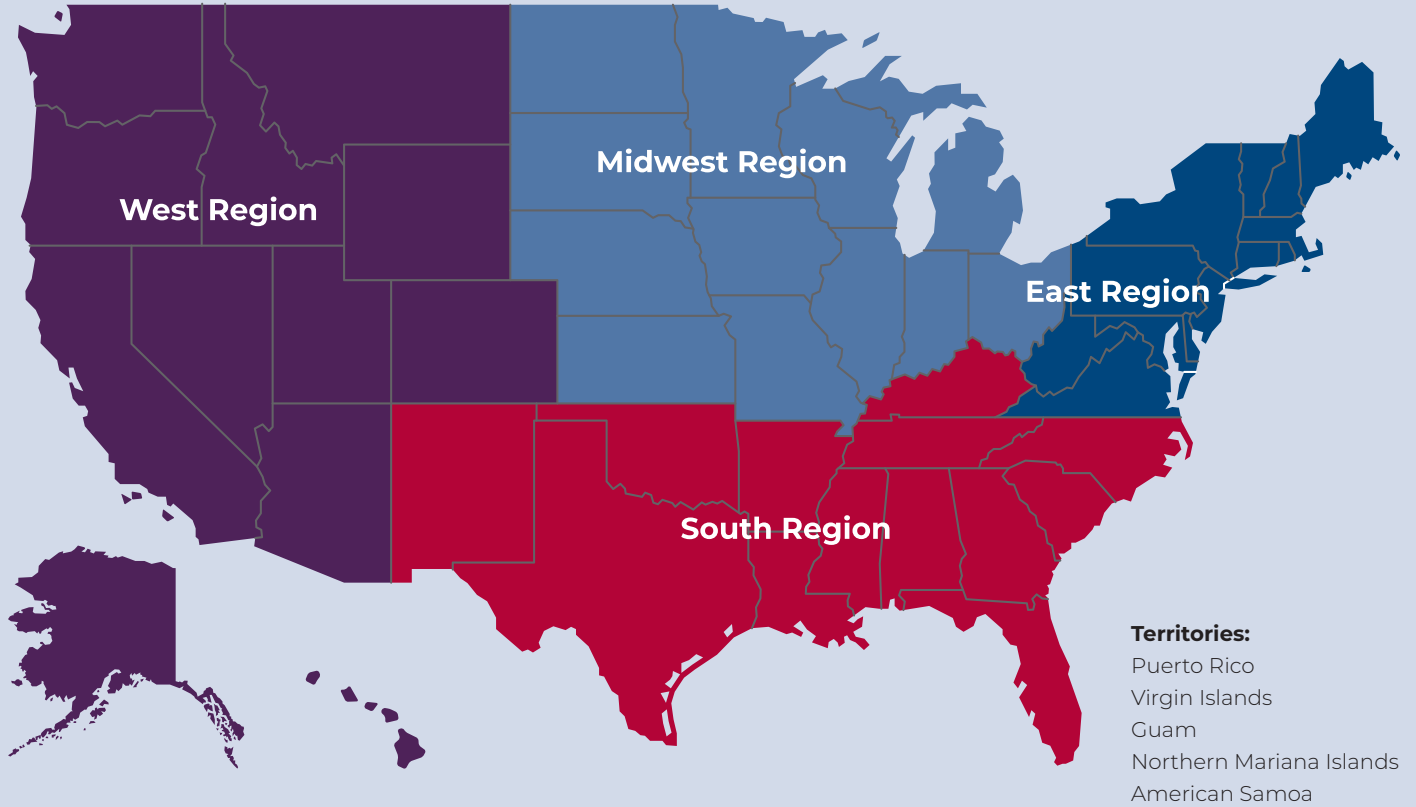 Midwest Region
West Region
East Region
South Region
Territories:
Puerto Rico
Virgin Islands
Guam
Northern Mariana Islands
American Samoa